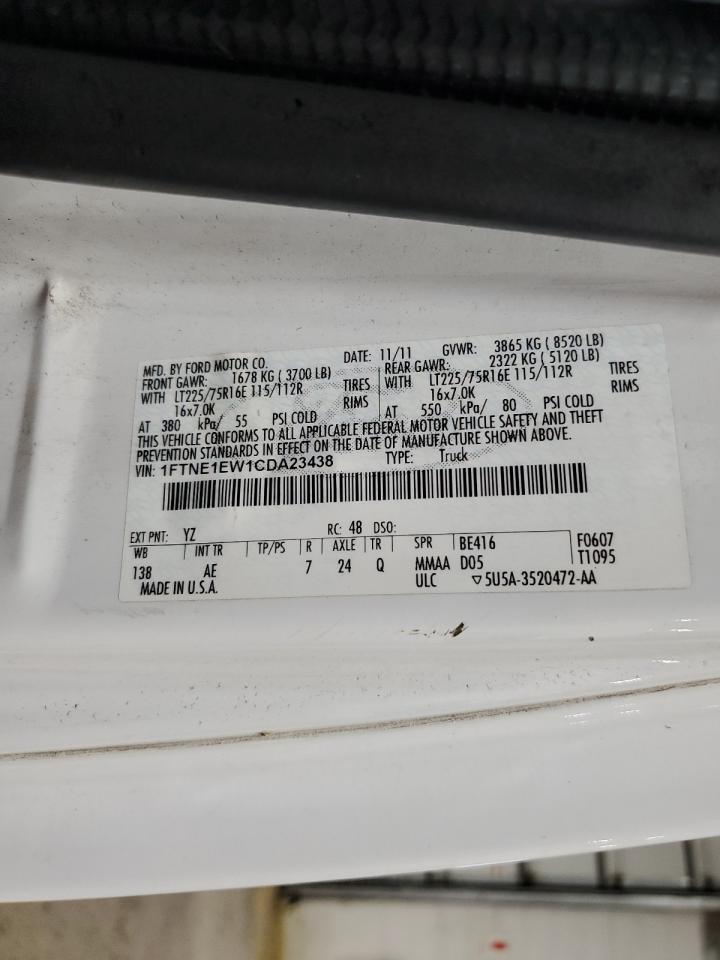 MFD. BY FORD MOTOR CO. DATE: 11/11 GVWR: 3865 KG ( 8520 LB)
FRONT GAWR: 1678 KG ( 3700 LB) REAR GAWR: 2322 KG ( 5120 LB)
WITH LT225/75R16E 115/112R TIRES WITH LT225/75R16E 115/112R TIRES
16x7.0K RIMS 16x7.0K RIMS
AT 380 kPa/ 55 PSI COLD AT 550 kPa/ 80 PSI COLD
THIS VEHICLE CONFORMS TO ALL APPLICABLE FEDERAL MOTOR VEHICLE SAFETY AND THEFT
PREVENTION STANDARDS IN EFFECT ON THE DATE OF MANUFACTURE SHOWN ABOVE.
VIN: 1FTNE1EW1CDA23438 TYPE: Truck
EXT PNT: YZ RC: 48 DSO:
WB INT TR TP/PS R AXLE TR SPR BE416 F0607
138 AE 7 24 Q MMAA D05 T1095
MADE IN U.S.A. ULC ▽5U5A-3520472-AA